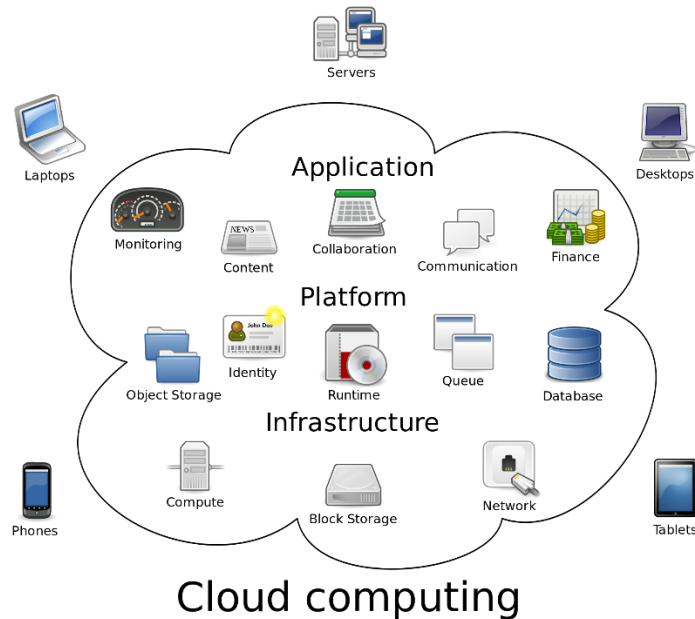 Servers
Laptops
Desktops
Application
Monitoring
NEWS
Content
Collaboration
Communication
Finance
Platform
John Doe
Object Storage
Identity
Runtime
Queue
Database
Infrastructure
Compute
Block Storage
Network
Phones
Tablets
Cloud computing